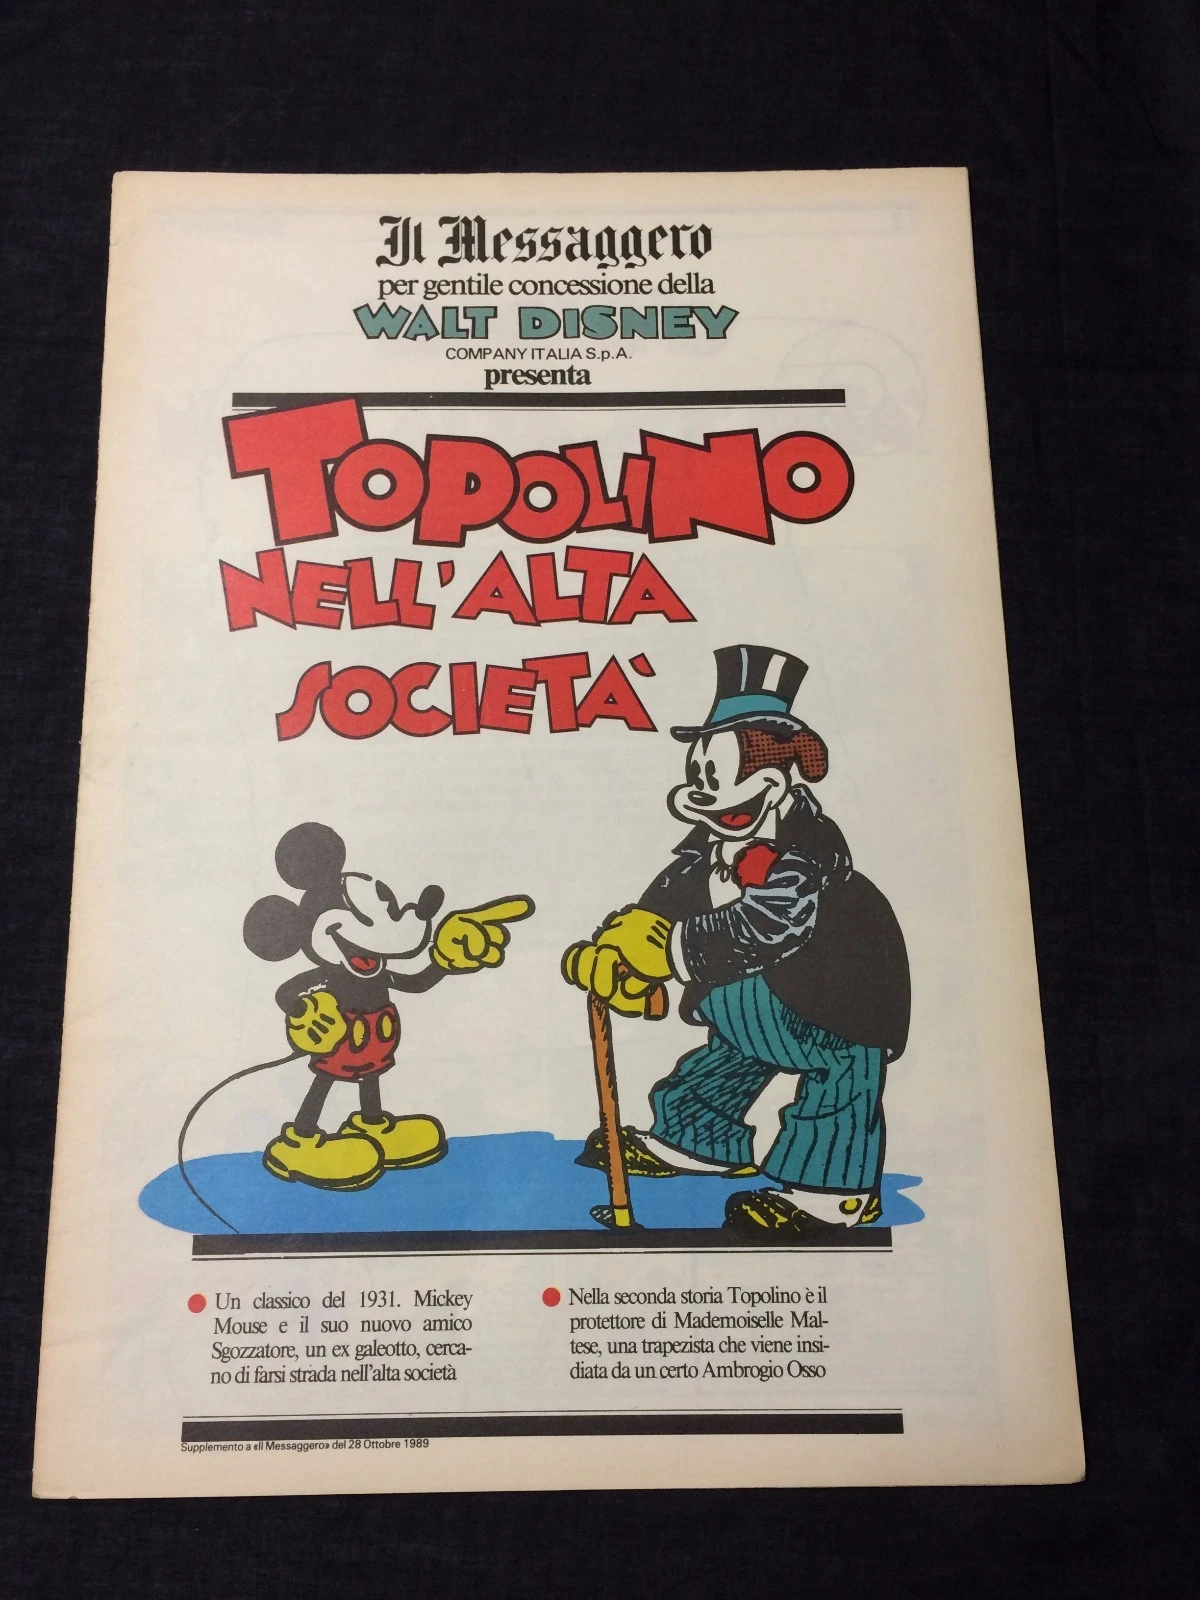 Il Messaggero
per gentile concessione della
WALT DISNEY
COMPANY ITALIA S.p.A.
presenta
TOPOLINO
NELL'ALTA
SOCIETA'
Un classico del 1931. Mickey
Mouse e il suo nuovo amico
Sgozzatore, un ex galeotto, cerca-
no di farsi strada nell'alta società
Nella seconda storia Topolino è il
protettore di Mademoiselle Mal-
tese, una trapezista che viene insi-
diata da un certo Ambrogio Osso
Supplemento a «Il Messaggero» del 28 Ottobre 1989